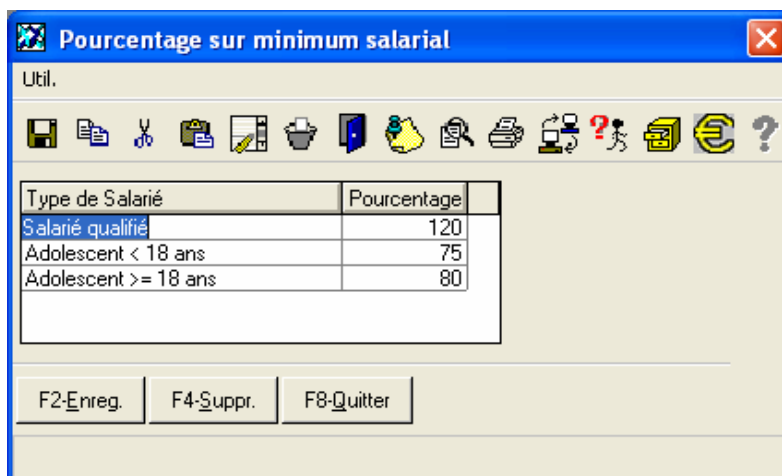 Pourcentage sur minimum salarial
Util.
Type de Salarié Pourcentage
Salarié qualifié 120
Adolescent < 18 ans 75
Adolescent >= 18 ans 80
F2-Enreg. F4-Suppr. F8-Quitter